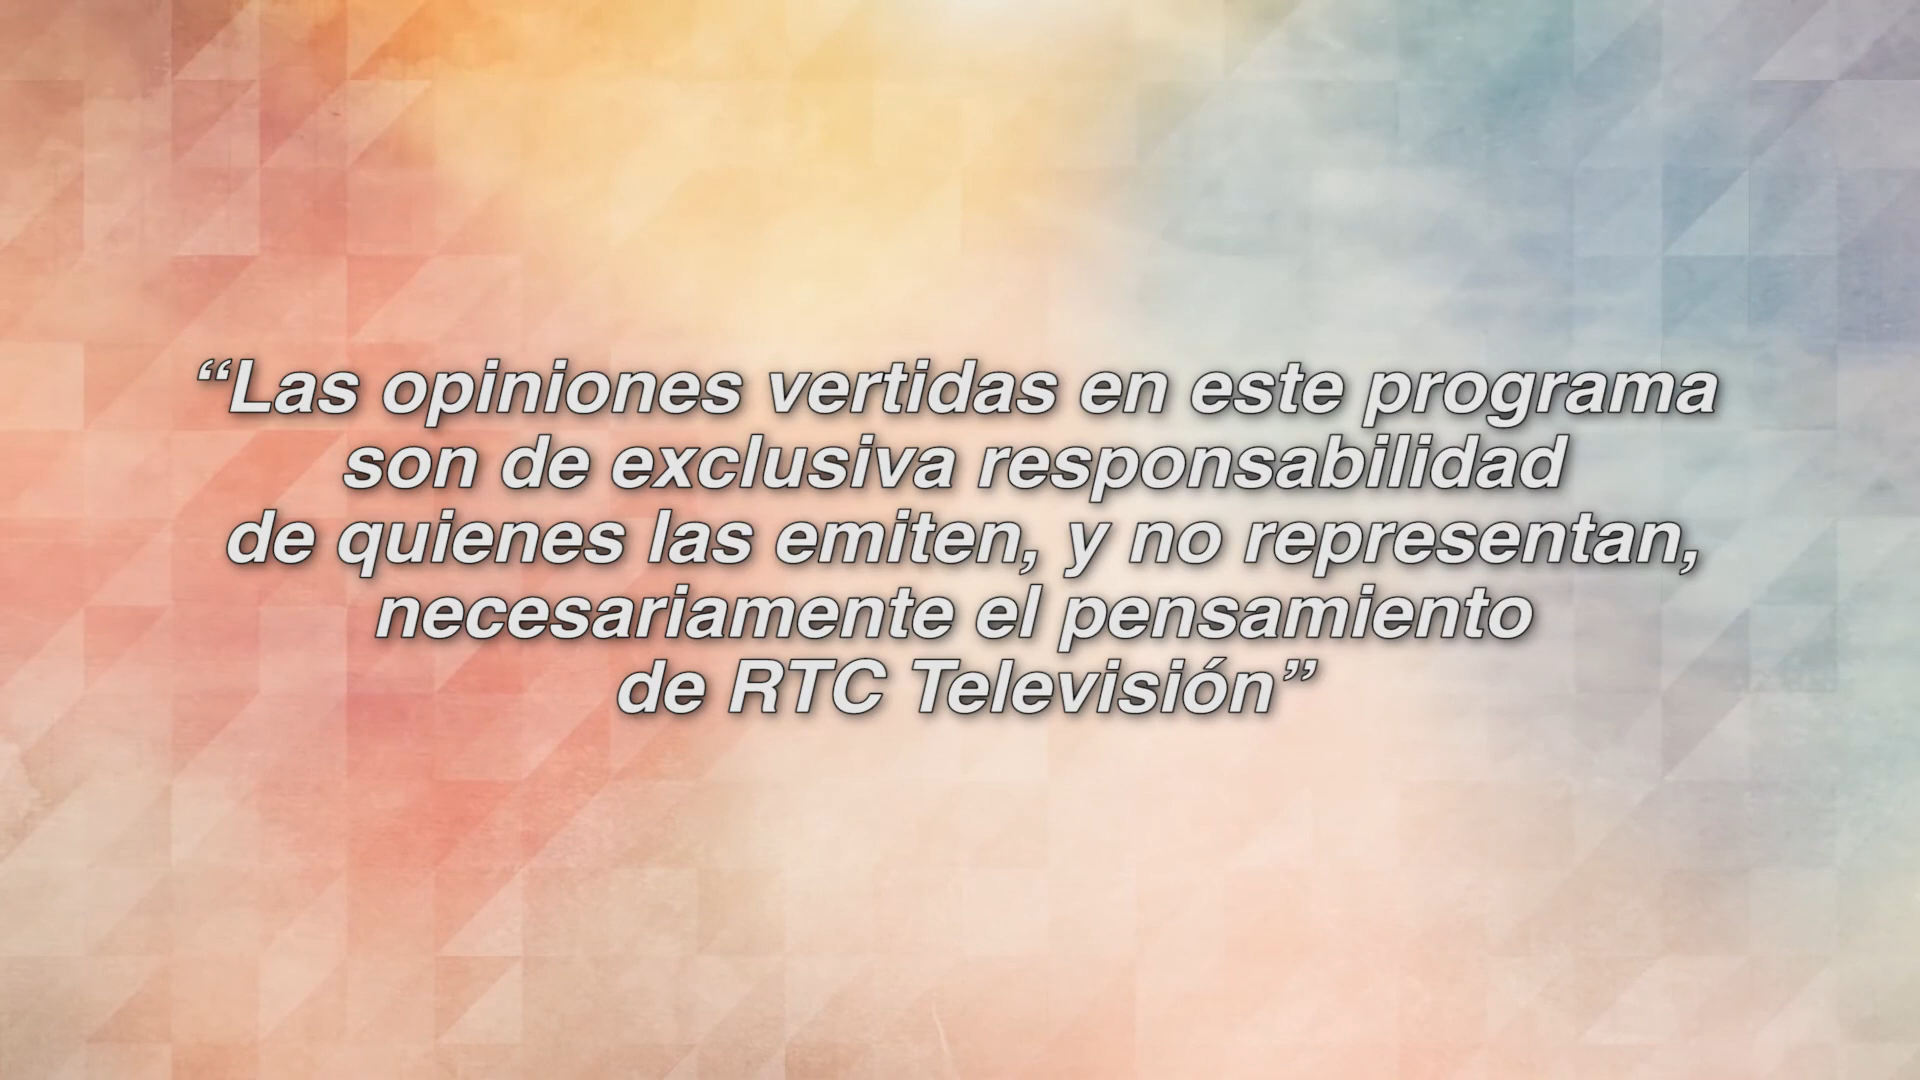 “Las opiniones vertidas en este programa
son de exclusiva responsabilidad
de quienes las emiten, y no representan,
necesariamente el pensamiento
de RTC Televisión”